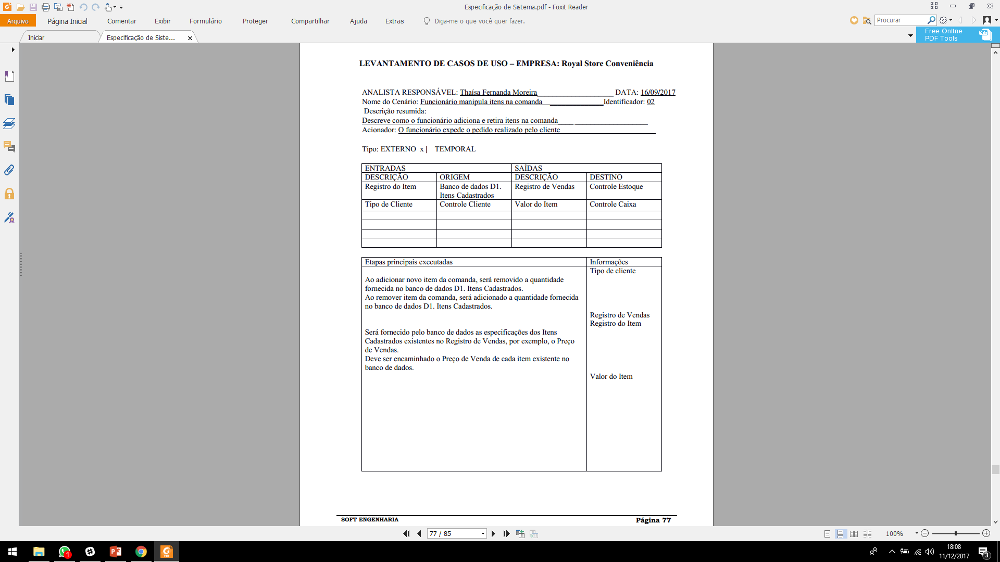 Especificação de Sistema.pdf - Foxit Reader
Arquivo Página Inicial Comentar Exibir Formulário Proteger Compartilhar Ajuda Extras Diga-me o que você quer fazer. Procurar
Iniciar Especificação de Siste... Free Online
PDF Tools
LEVANTAMENTO DE CASOS DE USO – EMPRESA: Royal Store Conveniência
ANALISTA RESPONSÁVEL: Thaísa Fernanda Moreira____________________ DATA: 16/09/2017
Nome do Cenário: Funcionário manipula itens na comanda ______________Identificador: 02
Descrição resumida:
Descreve como o funcionário adiciona e retira itens na comanda_______________________
Acionador: O funcionário expede o pedido realizado pelo cliente_________________________
Tipo: EXTERNO x | TEMPORAL
ENTRADAS SAÍDAS
DESCRIÇÃO ORIGEM DESCRIÇÃO DESTINO
Registro do Item Banco de dados D1. Registro de Vendas Controle Estoque
Itens Cadastrados
Tipo de Cliente Controle Cliente Valor do Item Controle Caixa
Etapas principais executadas Informações
Tipo de cliente
Ao adicionar novo item da comanda, será removido a quantidade
fornecida no banco de dados D1. Itens Cadastrados.
Ao remover item da comanda, será adicionado a quantidade fornecida
no banco de dados D1. Itens Cadastrados.
Registro de Vendas
Registro do Item
Será fornecido pelo banco de dados as especificações dos Itens
Cadastrados existentes no Registro de Vendas, por exemplo, o Preço
de Vendas.
Deve ser encaminhado o Preço de Venda de cada item existente no
banco de dados.
Valor do Item
SOFT ENGENHARIA Página 77
77 / 85 100%
18:08
11/12/2017
1
3